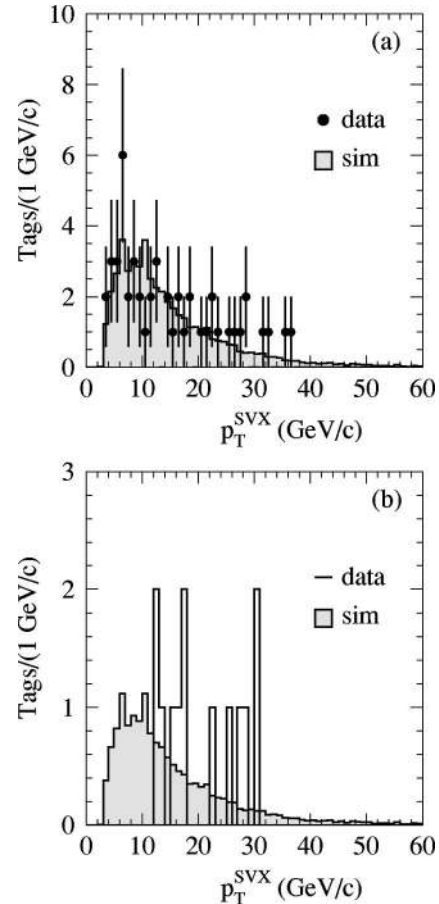 10
(a)
8
data
6
sim
4
2
0
0 10 20 30 40 50 60
Tags/(1 GeV/c)
p_T^SVX (GeV/c)
3
(b)
data
2
sim
1
0
0 10 20 30 40 50 60
Tags/(1 GeV/c)
p_T^SVX (GeV/c)